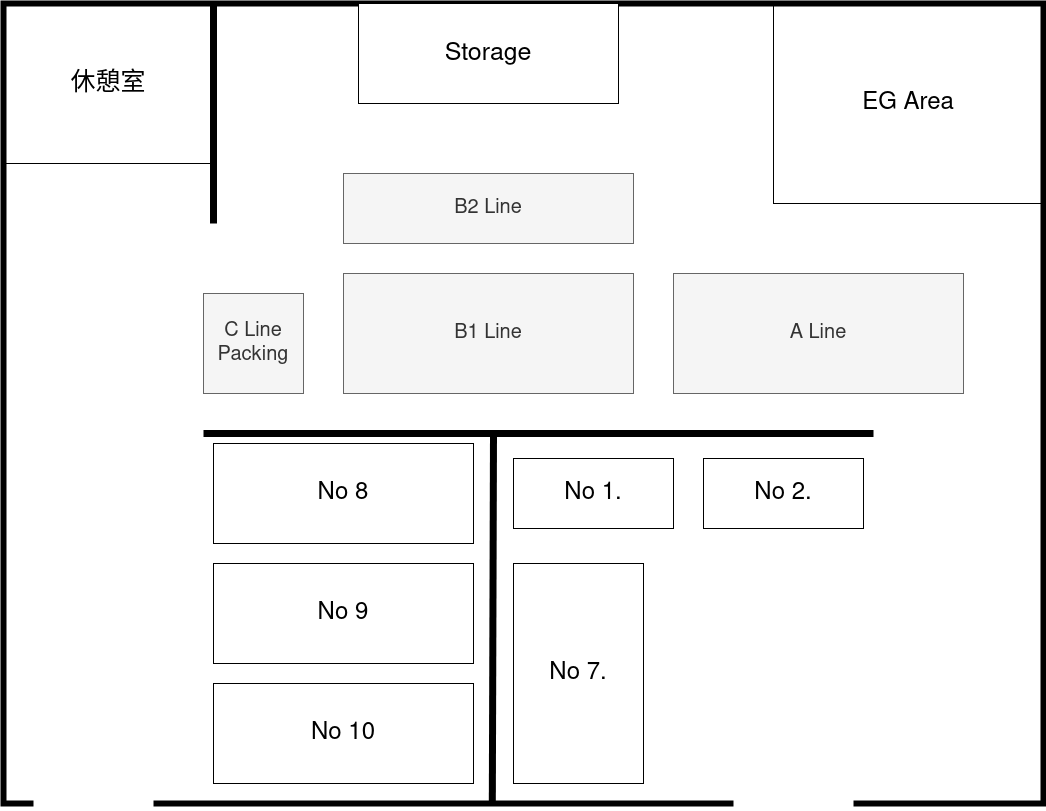 休憩室
Storage
EG Area
B2 Line
C Line
Packing
B1 Line
A Line
No 8
No 1.
No 2.
No 9
No 7.
No 10